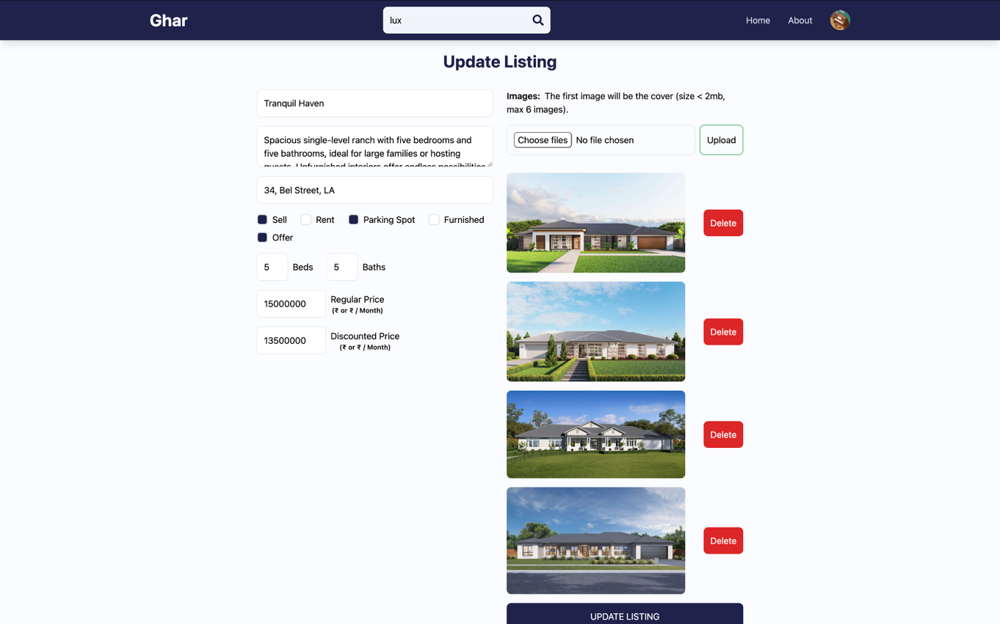 Ghar
lux
Home
About
Update Listing
Tranquil Haven
Spacious single-level ranch with five bedrooms and
five bathrooms, ideal for large families or hosting
guests. Unfurnished interiors offer endless possibilities
34, Bel Street, LA
Sell
Rent
Parking Spot
Furnished
Offer
5
Beds
5
Baths
15000000
Regular Price
(₹ or ₹ / Month)
13500000
Discounted Price
(₹ or ₹ / Month)
Images: The first image will be the cover (size < 2mb,
max 6 images).
Choose files No file chosen
Upload
Delete
Delete
Delete
Delete
UPDATE LISTING